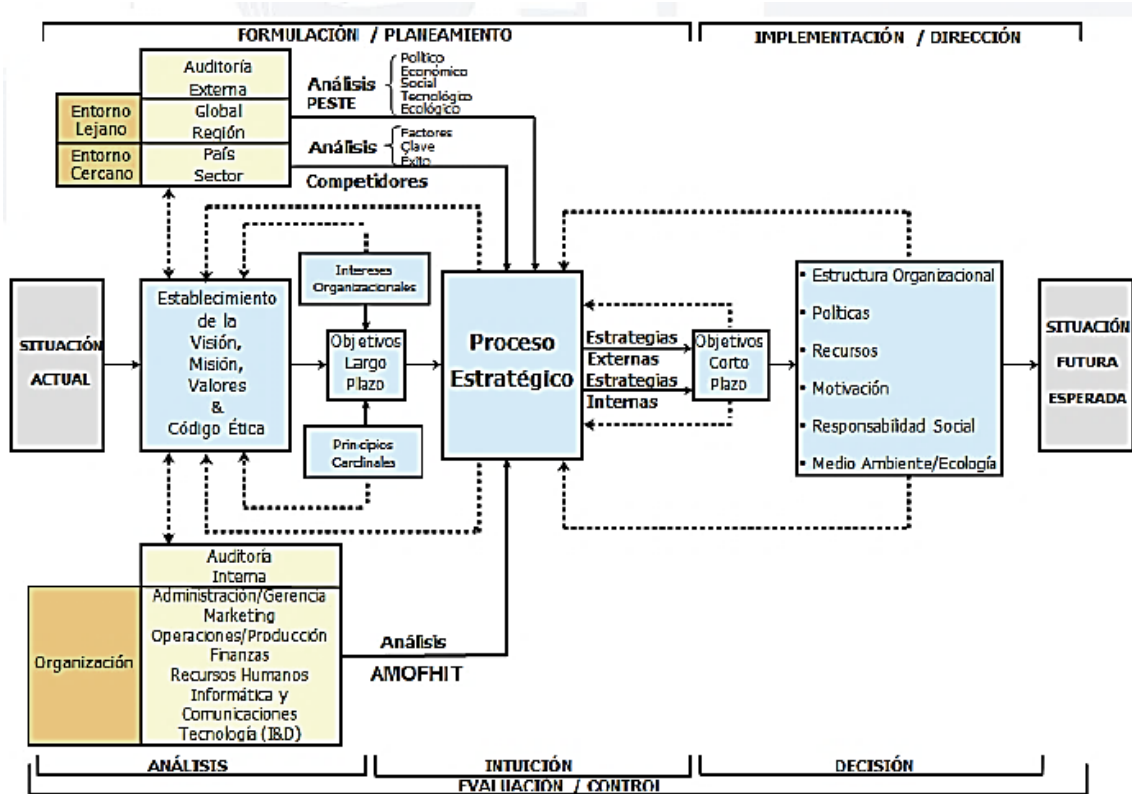 FORMULACIÓN / PLANEAMIENTO
IMPLEMENTACIÓN / DIRECCIÓN
Auditoría
Externa
Entorno
Lejano
Global
Región
Entorno
Cercano
País
Sector
Análisis
PESTE
Político
Económico
Social
Tecnológico
Ecológico
Análisis
Competidores
Factores
Clave
Éxito
SITUACIÓN
ACTUAL
Establecimiento
de la
Visión,
Misión,
Valores
&
Código Ética
Intereses
Organizacionales
Objetivos
Largo
Plazo
Principios
Cardinales
Proceso
Estratégico
Estrategias
Externas
Estrategias
Internas
Objetivos
Corto
Plazo
• Estructura Organizacional
• Políticas
• Recursos
• Motivación
• Responsabilidad Social
• Medio Ambiente/Ecología
SITUACIÓN
FUTURA
ESPERADA
Auditoría
Interna
Organización
Administración/Gerencia
Marketing
Operaciones/Producción
Finanzas
Recursos Humanos
Informática y
Comunicaciones
Tecnología (I&D)
Análisis
AMOFHIT
ANÁLISIS
INTUICIÓN
DECISIÓN
EVALUACIÓN / CONTROL